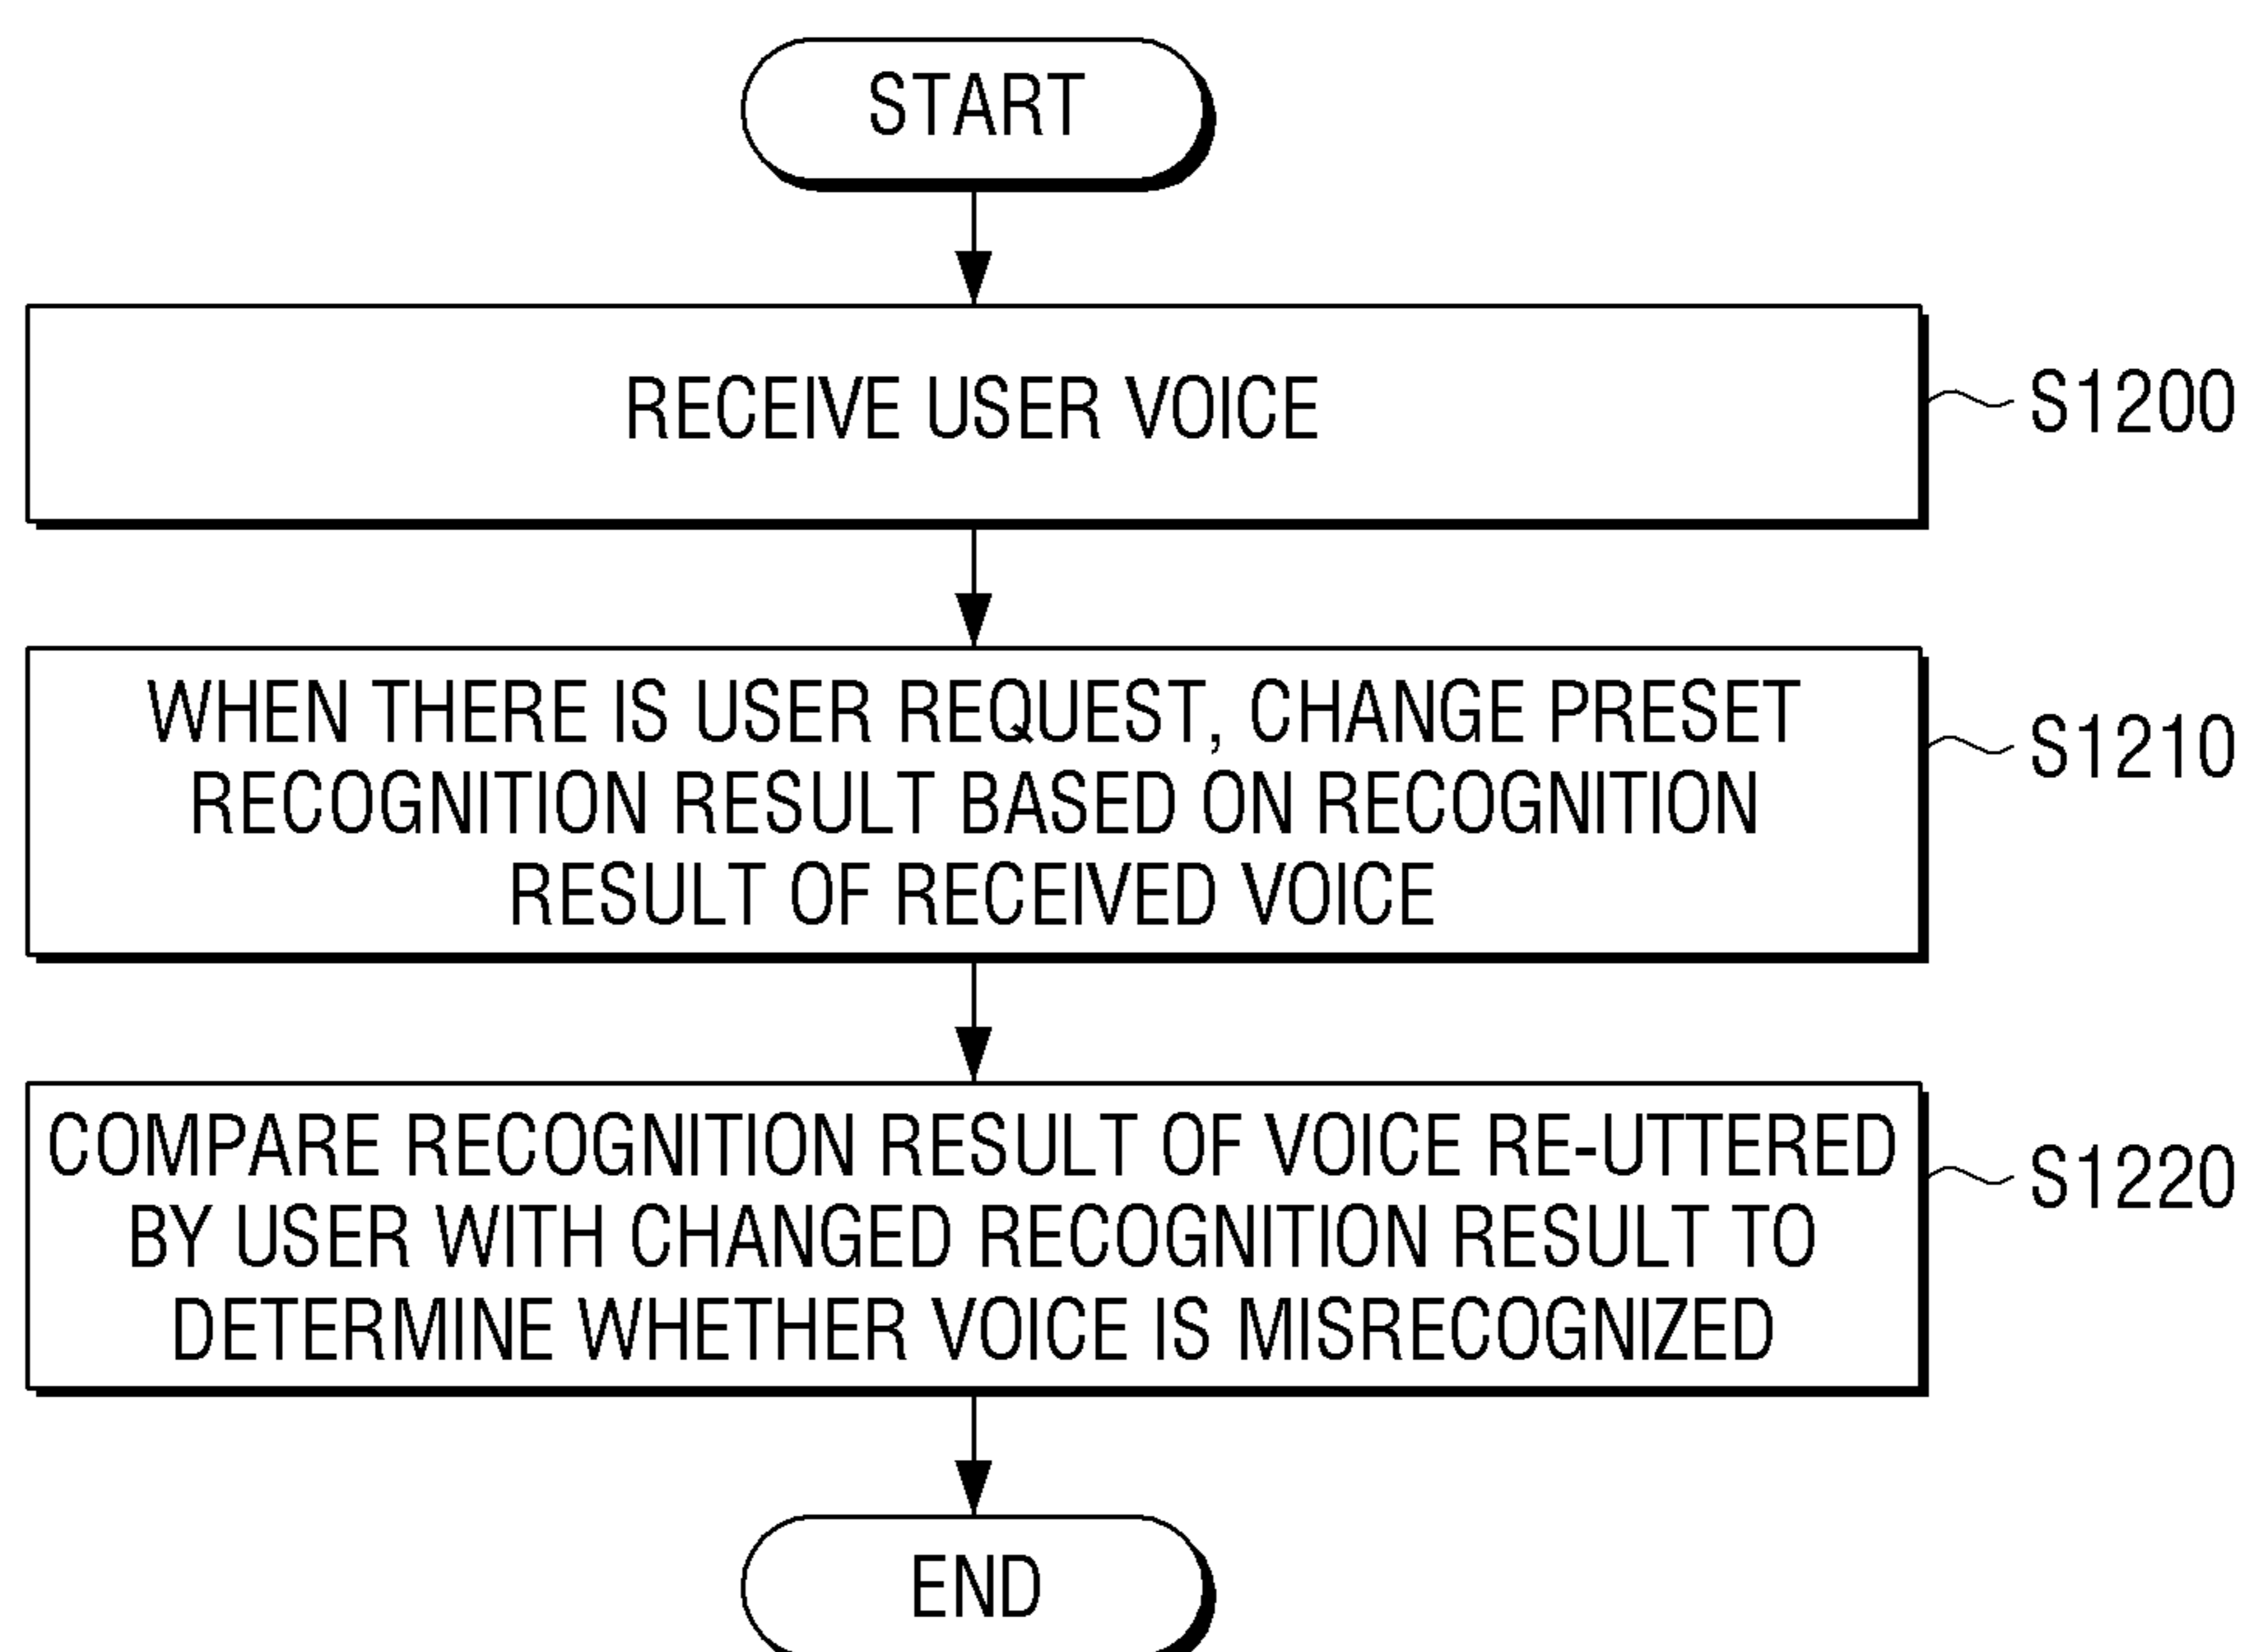 START
RECEIVE USER VOICE
S1200
WHEN THERE IS USER REQUEST, CHANGE PRESET
RECOGNITION RESULT BASED ON RECOGNITION
RESULT OF RECEIVED VOICE
S1210
COMPARE RECOGNITION RESULT OF VOICE RE-UTTERED
BY USER WITH CHANGED RECOGNITION RESULT TO
DETERMINE WHETHER VOICE IS MISRECOGNIZED
S1220
END